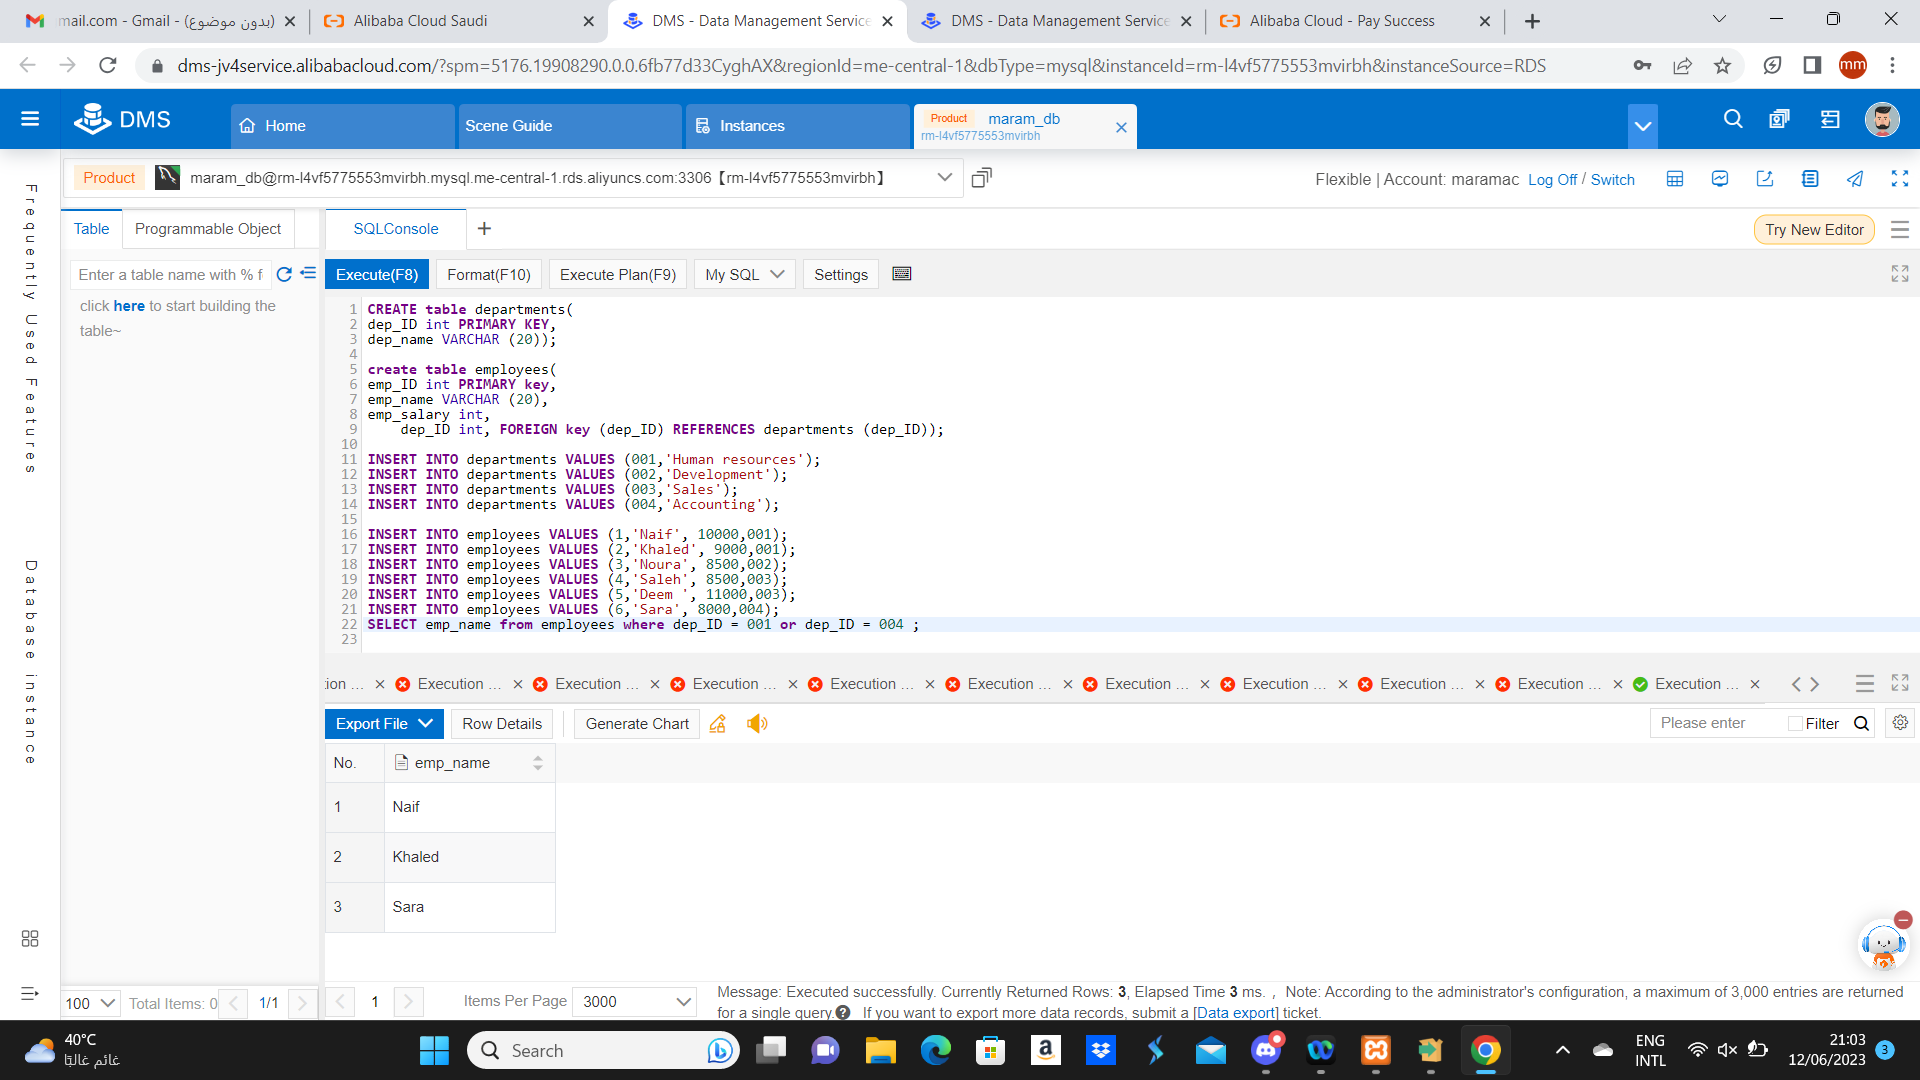 mail.com - Gmail - (بدون موضوع)
Alibaba Cloud Saudi
DMS - Data Management Service
DMS - Data Management Service
Alibaba Cloud - Pay Success
dms-jv4service.alibabacloud.com/?spm=5176.19908290.0.0.6fb77d33CyghAX&regionId=me-central-1&dbType=mysql&instanceId=rm-l4vf5775553mvirbh&instanceSource=RDS
mm
DMS
Home
Scene Guide
Instances
Product maram_db
rm-l4vf5775553mvirbh
Product maram_db@rm-l4vf5775553mvirbh.mysql.me-central-1.rds.aliyuncs.com:3306【rm-l4vf5775553mvirbh】
Flexible | Account: maramac Log Off / Switch
Frequently Used Features
Database instance
Table
Programmable Object
SQLConsole
Try New Editor
Enter a table name with % f
click here to start building the
table~
Execute(F8)
Format(F10)
Execute Plan(F9)
My SQL
Settings
1 CREATE table departments(
2 dep_ID int PRIMARY KEY,
3 dep_name VARCHAR (20));
4
5 create table employees(
6 emp_ID int PRIMARY key,
7 emp_name VARCHAR (20),
8 emp_salary int,
9 dep_ID int, FOREIGN key (dep_ID) REFERENCES departments (dep_ID));
10
11 INSERT INTO departments VALUES (001,'Human resources');
12 INSERT INTO departments VALUES (002,'Development');
13 INSERT INTO departments VALUES (003,'Sales');
14 INSERT INTO departments VALUES (004,'Accounting');
15
16 INSERT INTO employees VALUES (1,'Naif', 10000,001);
17 INSERT INTO employees VALUES (2,'Khaled', 9000,001);
18 INSERT INTO employees VALUES (3,'Noura', 8500,002);
19 INSERT INTO employees VALUES (4,'Saleh', 8500,003);
20 INSERT INTO employees VALUES (5,'Deem ', 11000,003);
21 INSERT INTO employees VALUES (6,'Sara', 8000,004);
22 SELECT emp_name from employees where dep_ID = 001 or dep_ID = 004 ;
23
ion ... Execution ... Execution ... Execution ... Execution ... Execution ... Execution ... Execution ... Execution ... Execution ... Execution ...
Export File
Row Details
Generate Chart
Please enter
Filter
No. emp_name
1 Naif
2 Khaled
3 Sara
100 Total Items: 0 1/1
1
Items Per Page 3000
Message: Executed successfully. Currently Returned Rows: 3, Elapsed Time 3 ms. , Note: According to the administrator's configuration, a maximum of 3,000 entries are returned
for a single query. If you want to export more data records, submit a [Data export] ticket.
40°C
غائم غالبًا
Search
ENG
INTL
21:03
12/06/2023
3